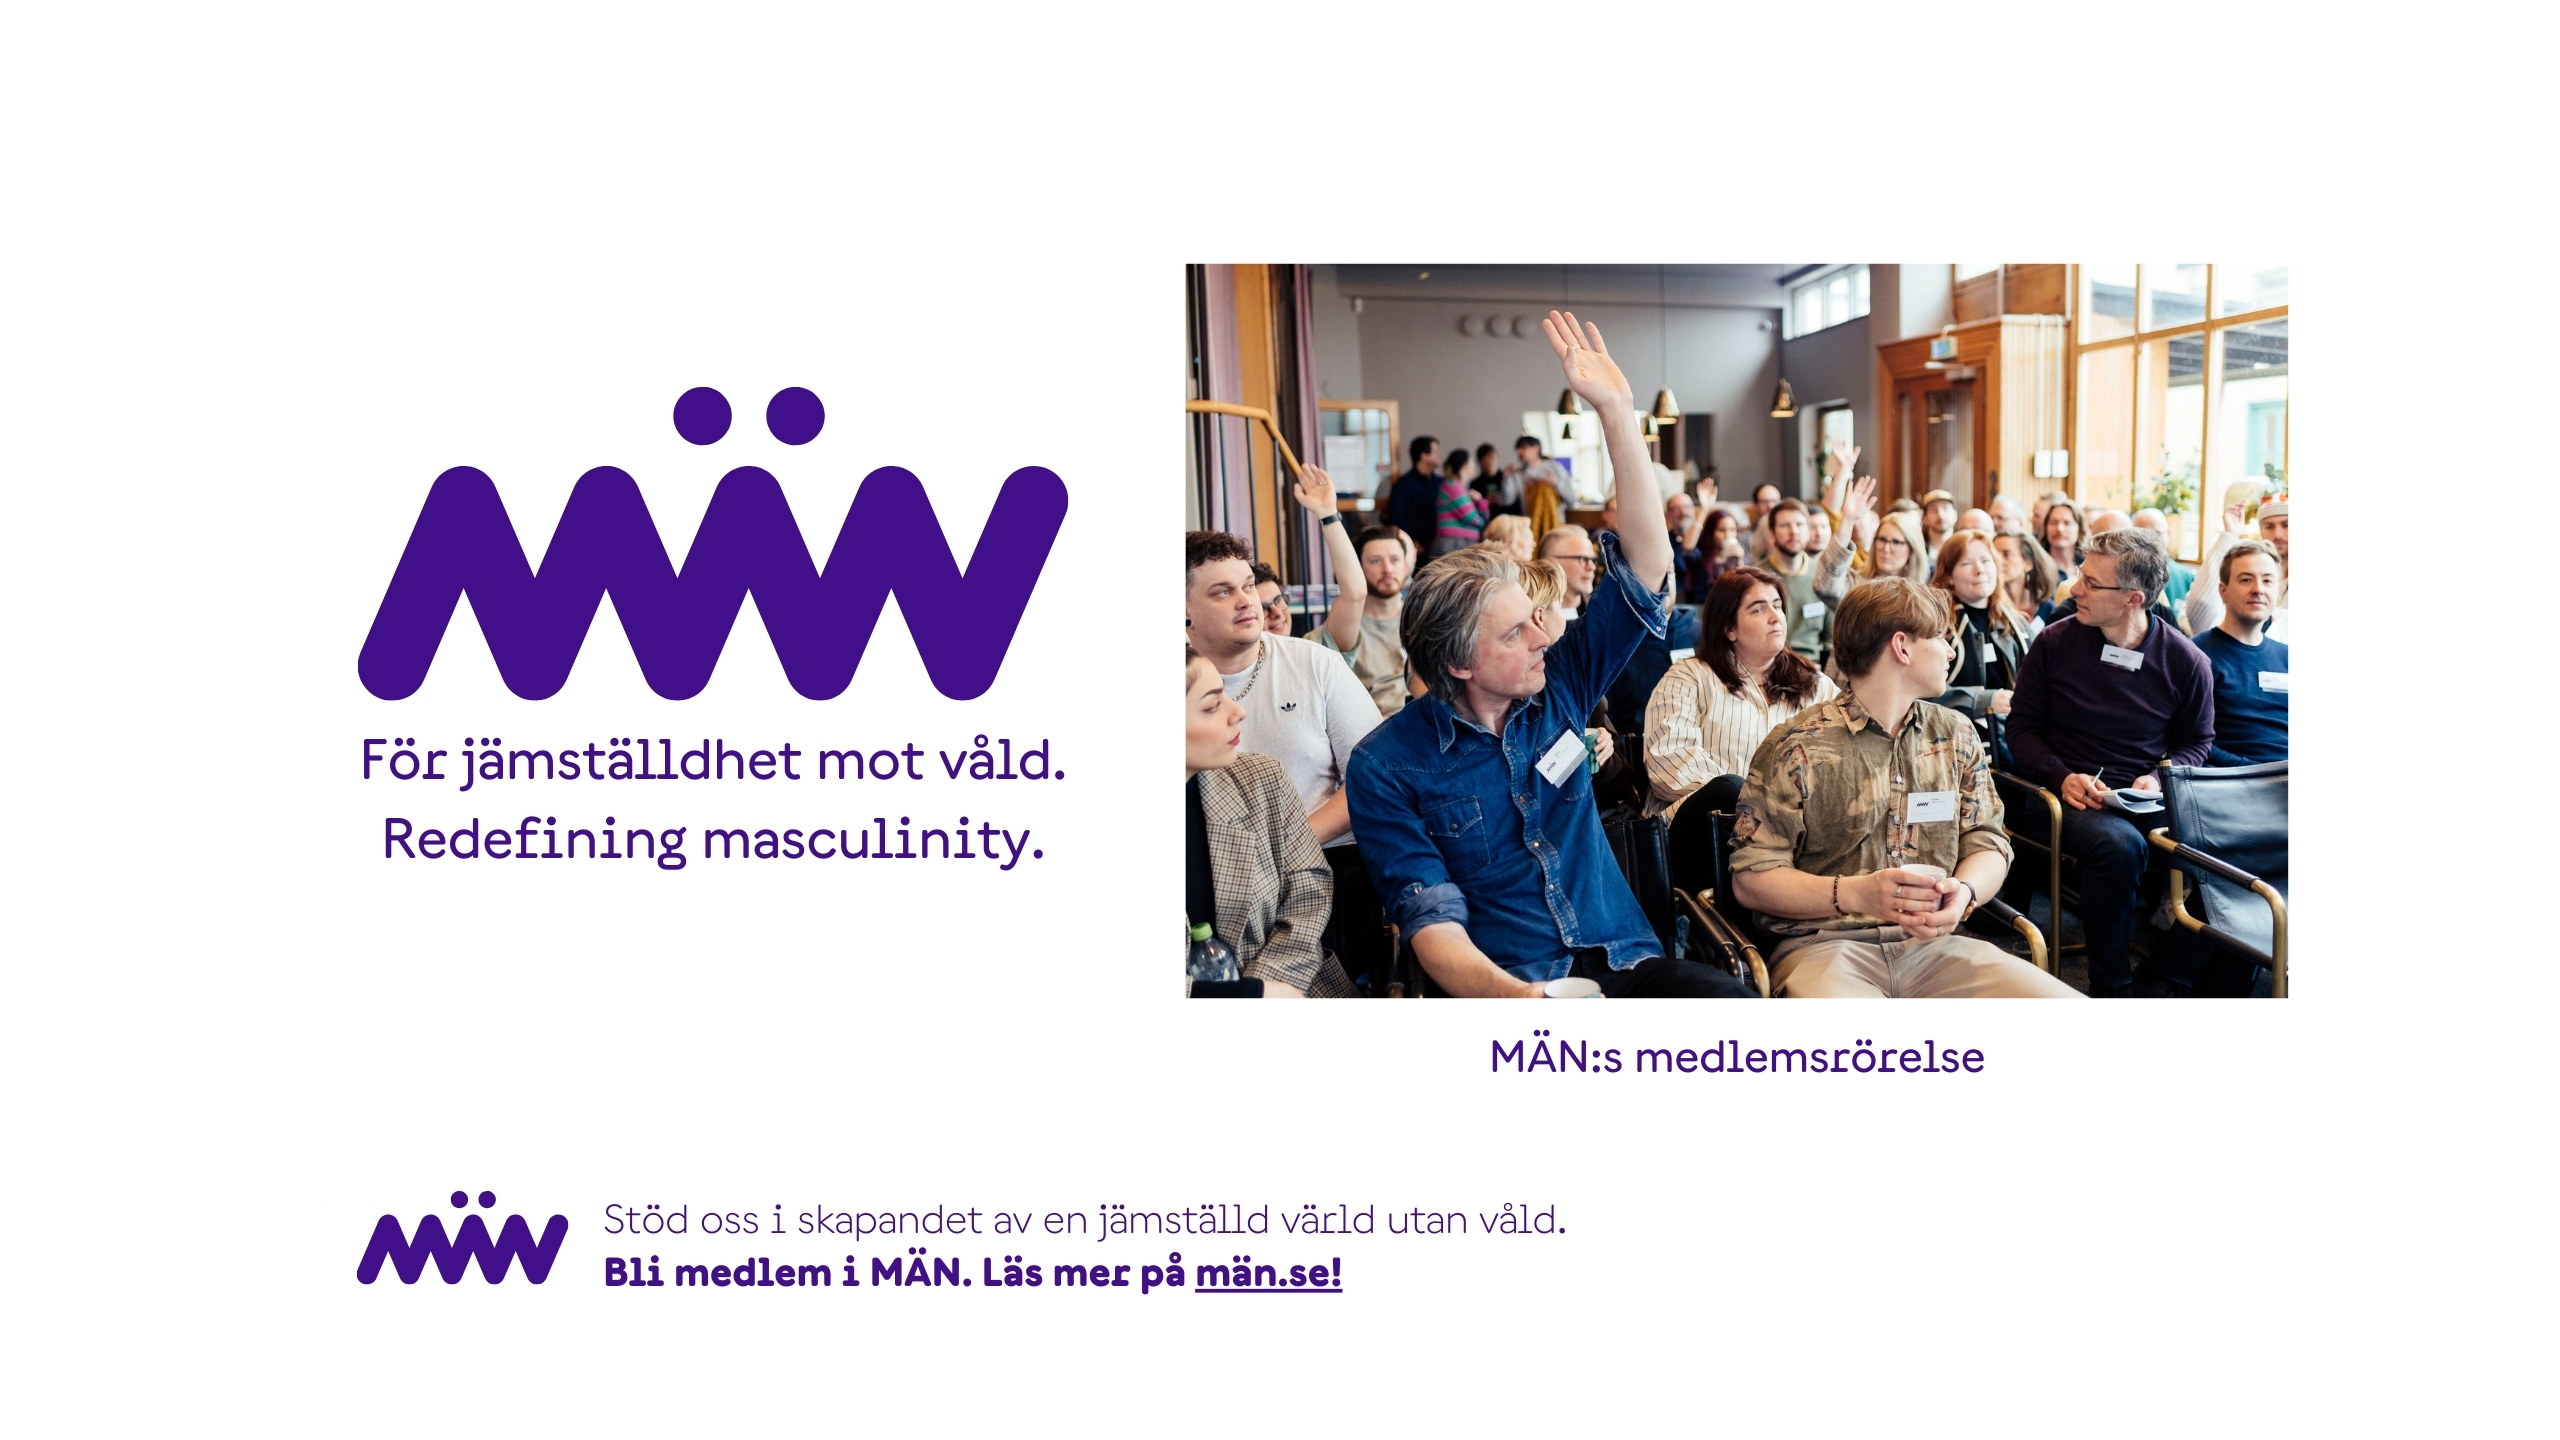 MÄN
För jämställdhet mot våld.
Redefining masculinity.
MÄN:s medlemsrörelse
MÄN
Stöd oss i skapandet av en jämställd värld utan våld.
Bli medlem i MÄN. Läs mer på män.se!